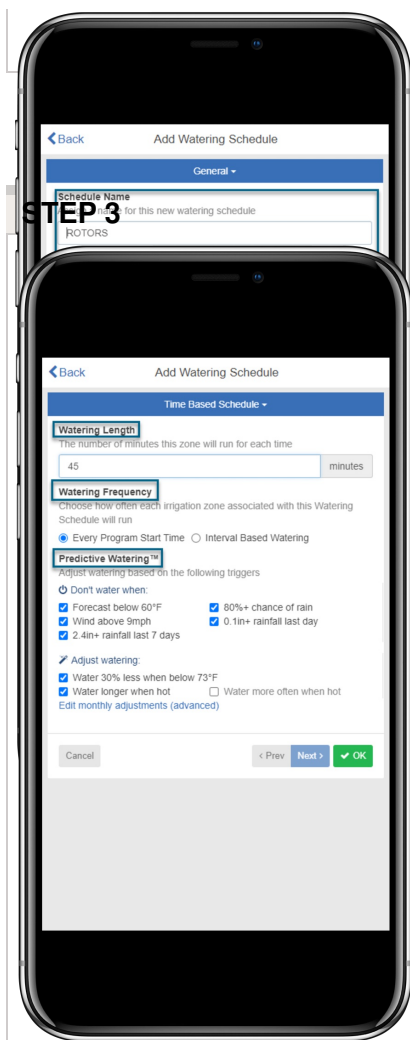 Back Add Watering Schedule
General
Schedule Name
name for this new watering schedule
STEP 3
ROTORS
Back Add Watering Schedule
Time Based Schedule
Watering Length
The number of minutes this zone will run for each time
45 minutes
Watering Frequency
Choose how often each irrigation zone associated with this Watering
Schedule will run
Every Program Start Time Interval Based Watering
Predictive Watering™
Adjust watering based on the following triggers
Don't water when:
Forecast below 60°F 80%+ chance of rain
Wind above 9mph 0.1in+ rainfall last day
2.4in+ rainfall last 7 days
Adjust watering:
Water 30% less when below 73°F
Water longer when hot Water more often when hot
Edit monthly adjustments (advanced)
Cancel < Prev Next > OK